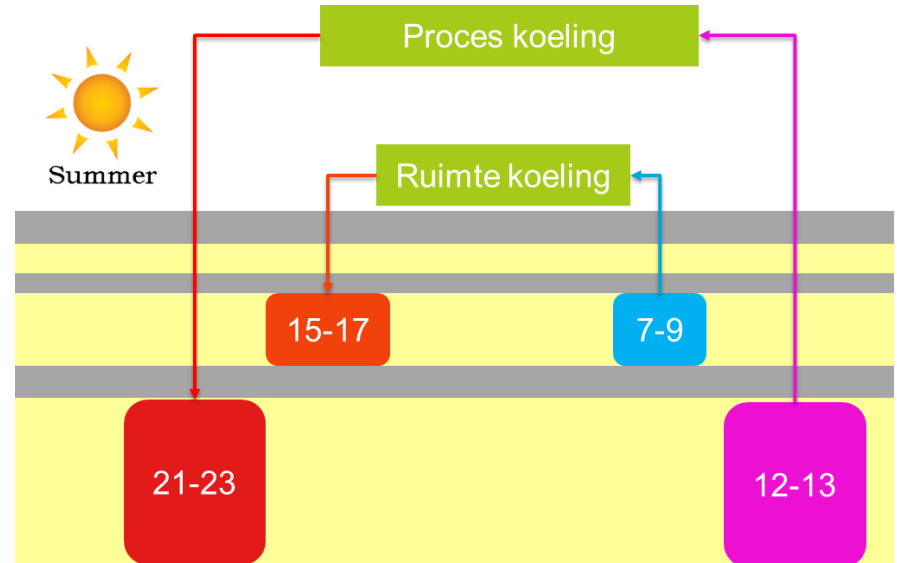 Proces koeling
Summer
Ruimte koeling
15-17
7-9
21-23
12-13